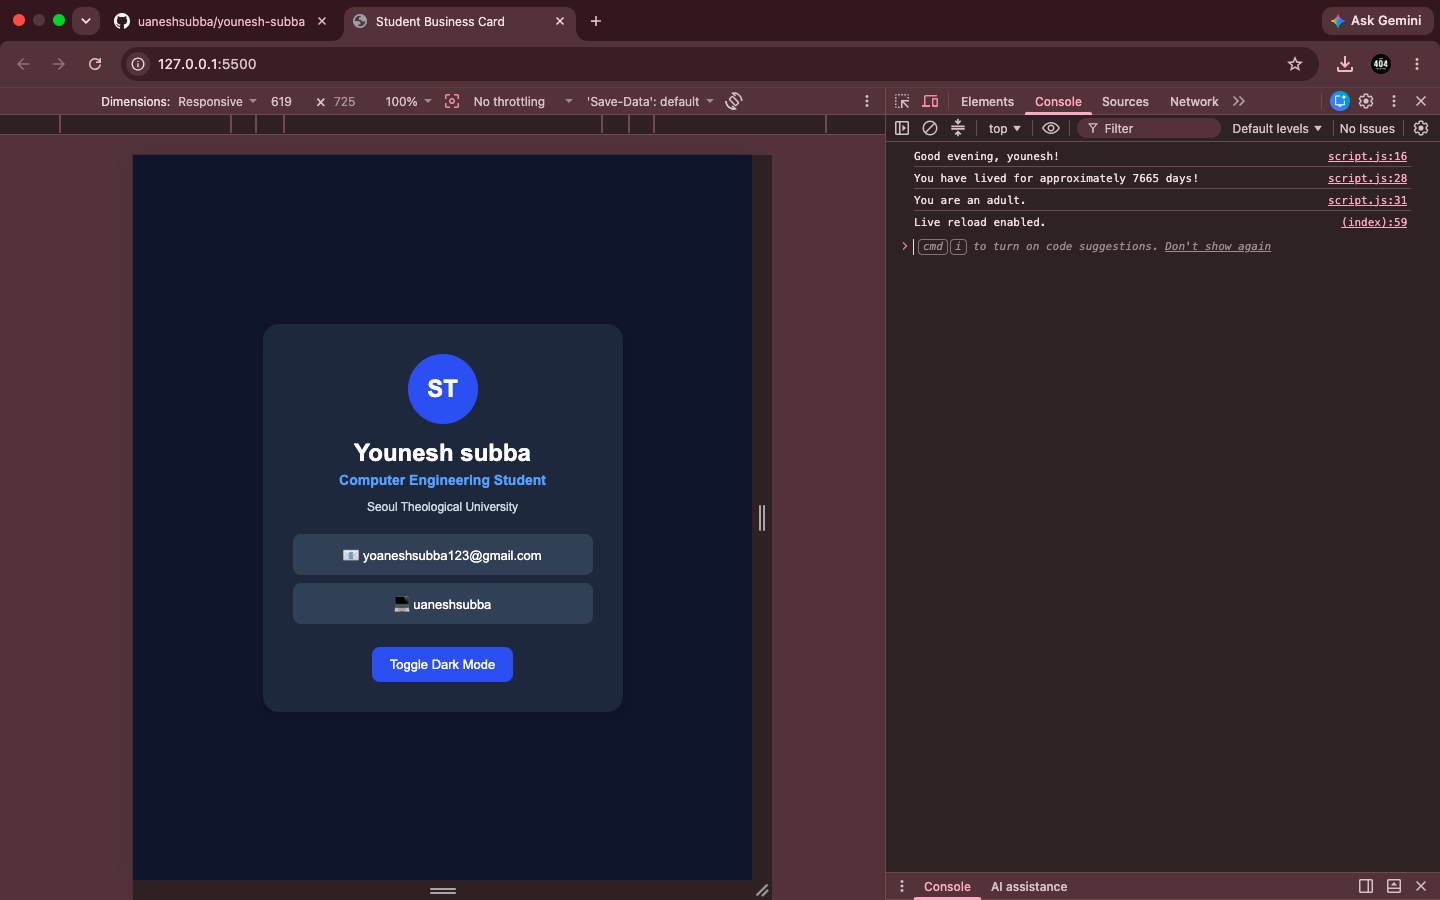 uaneshsubba/younesh-subba
Student Business Card
Ask Gemini
127.0.0.1:5500
404
Dimensions: Responsive 619 × 725 100% No throttling 'Save-Data': default
Elements Console Sources Network
top Filter Default levels No Issues
Good evening, younesh! script.js:16
You have lived for approximately 7665 days! script.js:28
You are an adult. script.js:31
Live reload enabled. (index):59
cmd i to turn on code suggestions. Don't show again
ST
Younesh subba
Computer Engineering Student
Seoul Theological University
yoaneshsubba123@gmail.com
uaneshsubba
Toggle Dark Mode
Console AI assistance